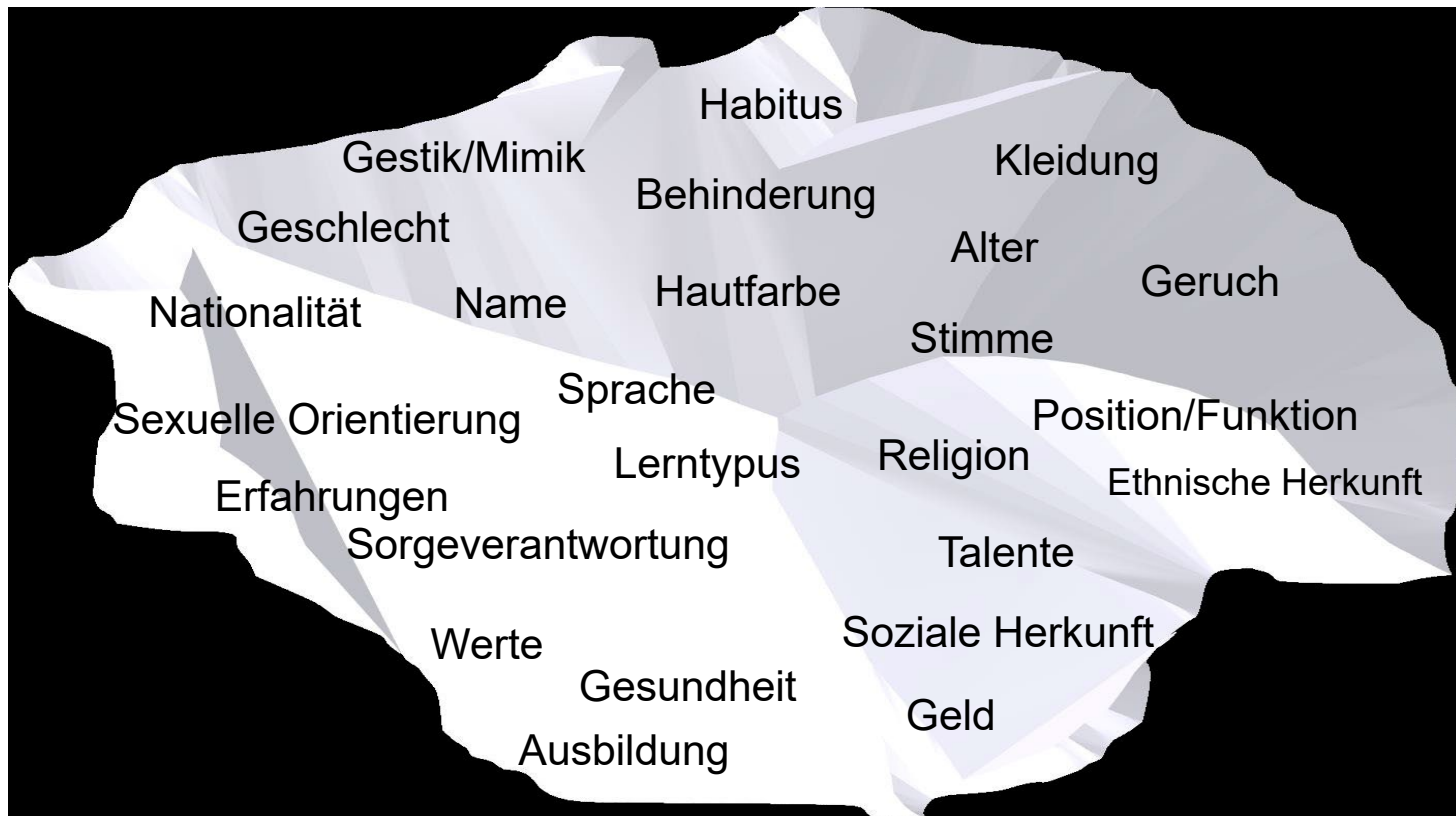 Habitus
Gestik/Mimik
Kleidung
Behinderung
Geschlecht
Alter
Geruch
Hautfarbe
Name
Nationalität
Stimme
Sprache
Position/Funktion
Sexuelle Orientierung
Religion
Lerntypus
Ethnische Herkunft
Erfahrungen
Sorgeverantwortung
Talente
Soziale Herkunft
Werte
Gesundheit
Geld
Ausbildung